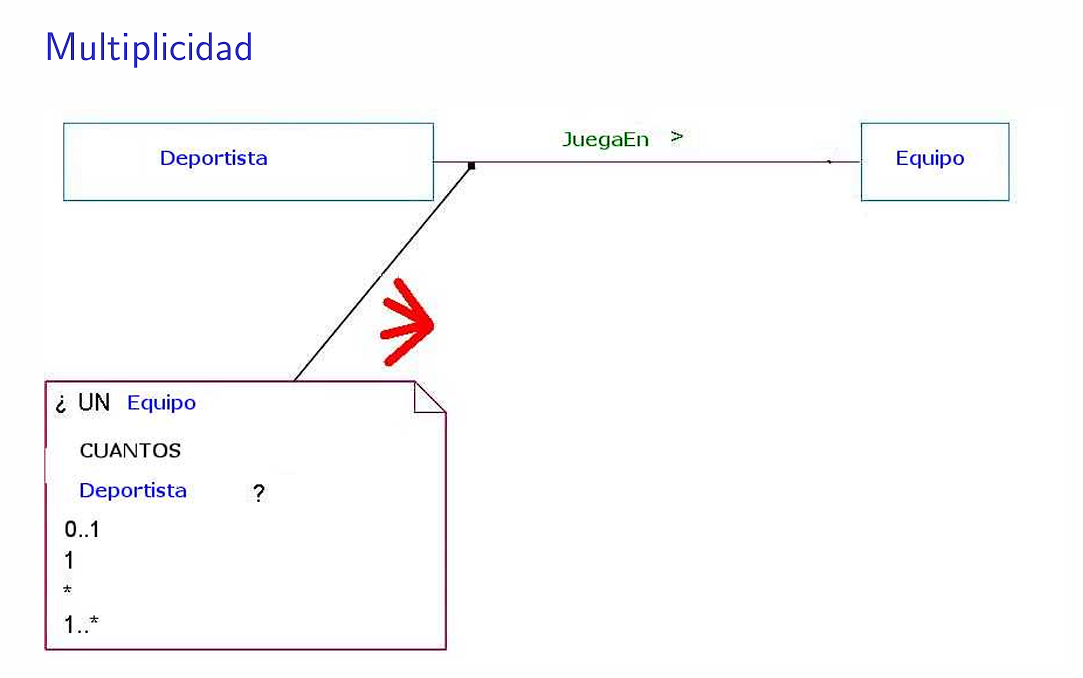 Multiplicidad
JuegaEn >
Deportista
Equipo
¿ UN Equipo
CUANTOS
Deportista ?
0..1
1
*
1..*